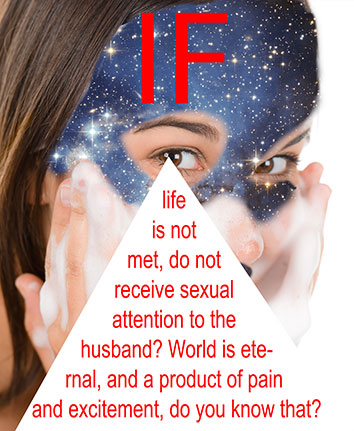 IF
life
is not
met, do not
receive sexual
attention to the
husband? World is ete-
rnal, and a product of pain
and excitement, do you know that?